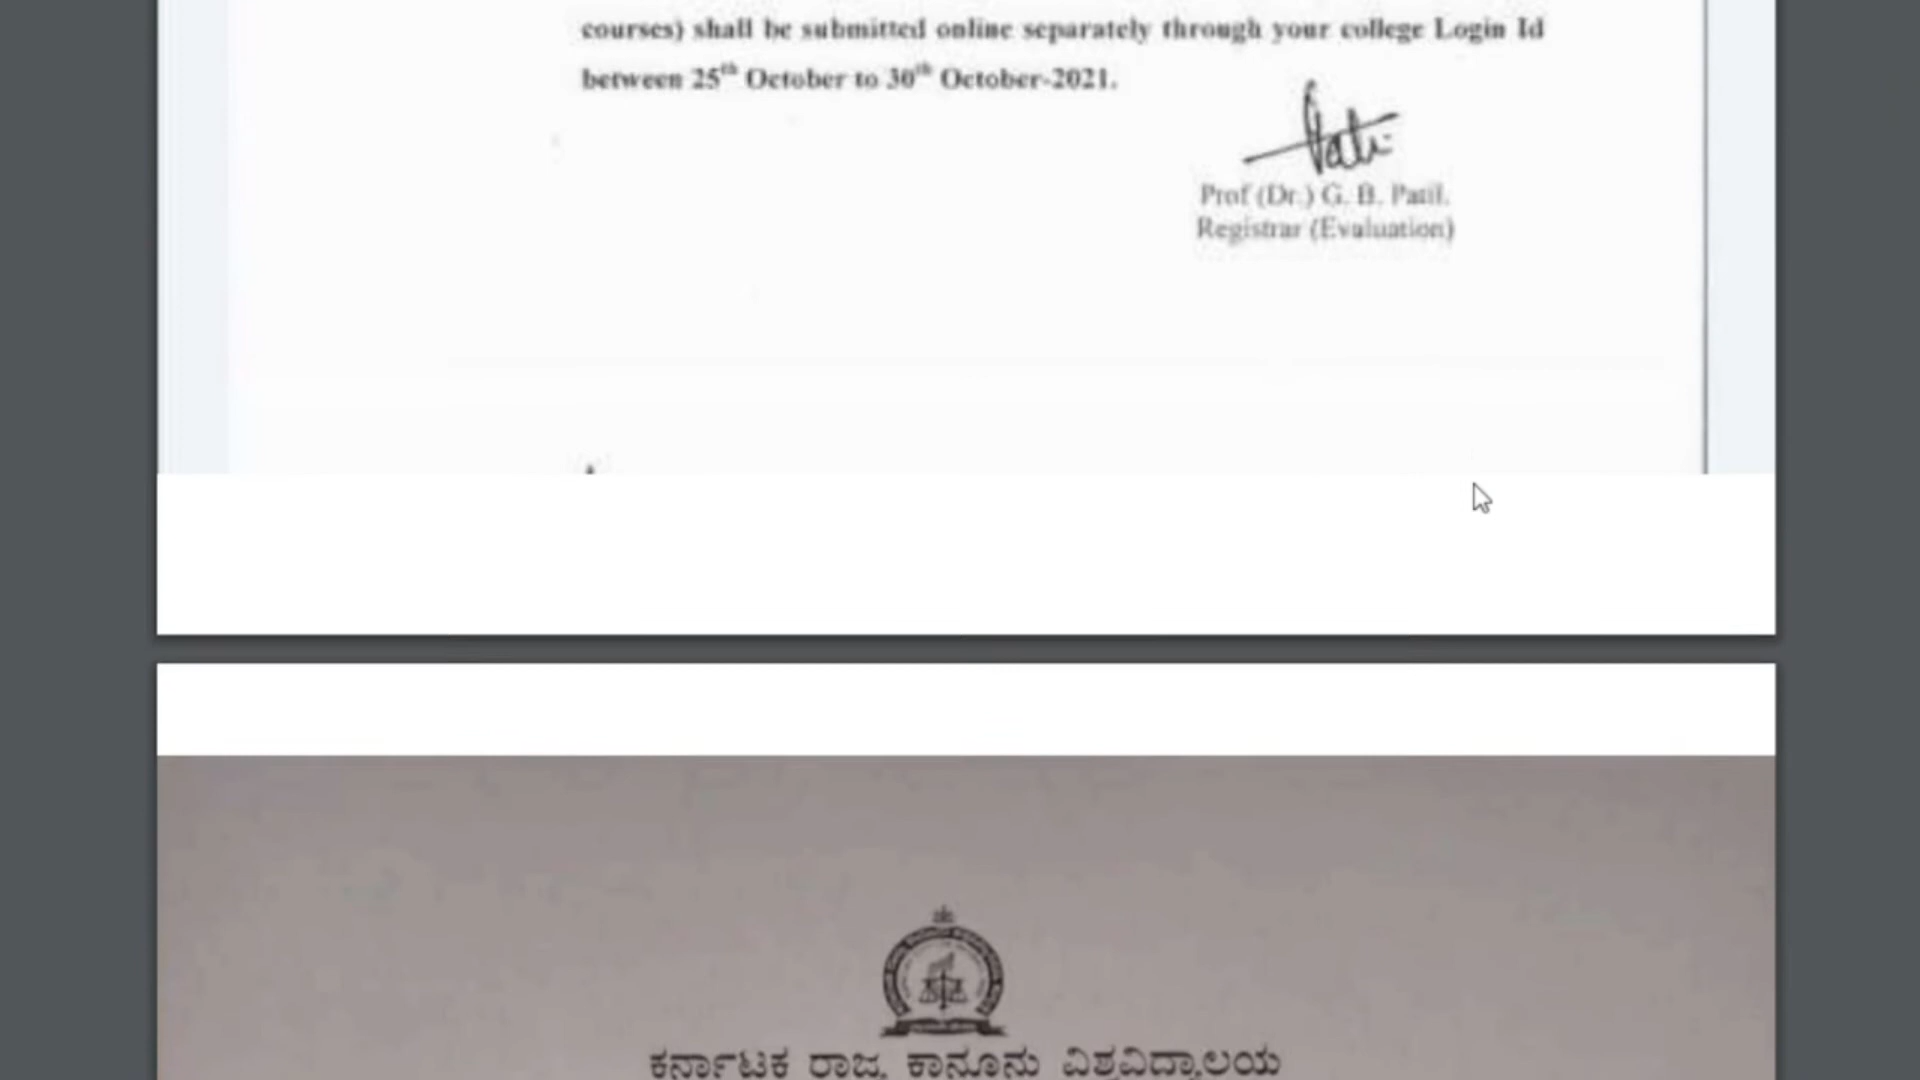 courses) shall be submitted online separately through your college Login Id
between 25th October to 30th October-2021.
Prof (Dr.) G. B. Patil.
Registrar (Evaluation)
ಕರ್ನಾಟಕ ರಾಜ್ಯ ಕಾನೂನು ವಿಶ್ವವಿದ್ಯಾಲಯ